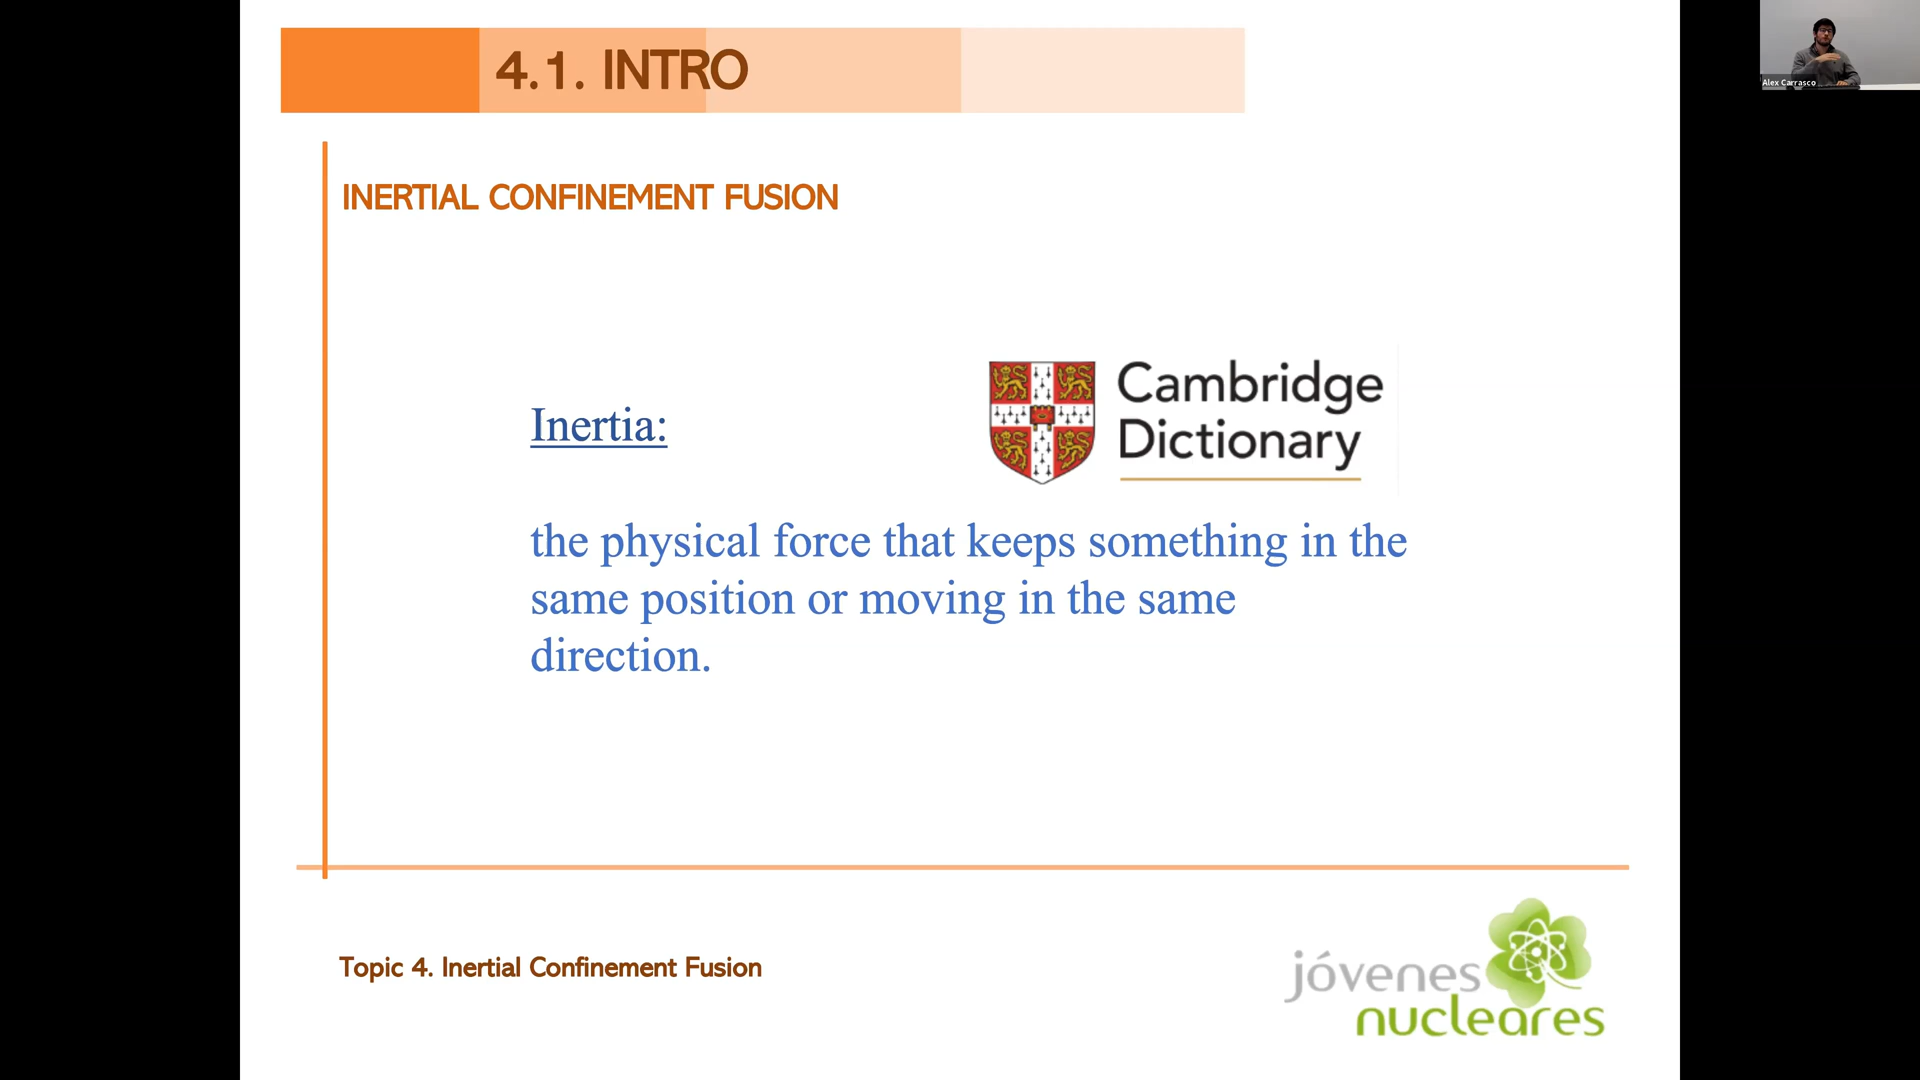 4.1. INTRO
Alex Carrasco
INERTIAL CONFINEMENT FUSION
Cambridge
Dictionary
Inertia:
the physical force that keeps something in the
same position or moving in the same
direction.
Topic 4. Inertial Confinement Fusion
jóvenes
nucleares